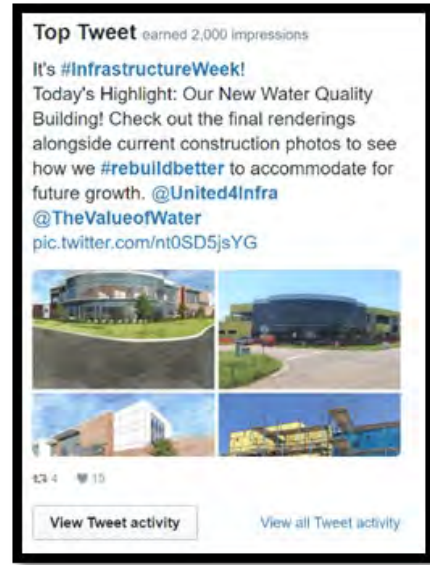 Top Tweet earned 2,000 impressions
It's #InfrastructureWeek!
Today's Highlight: Our New Water Quality
Building! Check out the final renderings
alongside current construction photos to see
how we #rebuildbetter to accommodate for
future growth. @United4Infra
@TheValueofWater
pic.twitter.com/nt0SD5jsYG
4 15
View Tweet activity View all Tweet activity